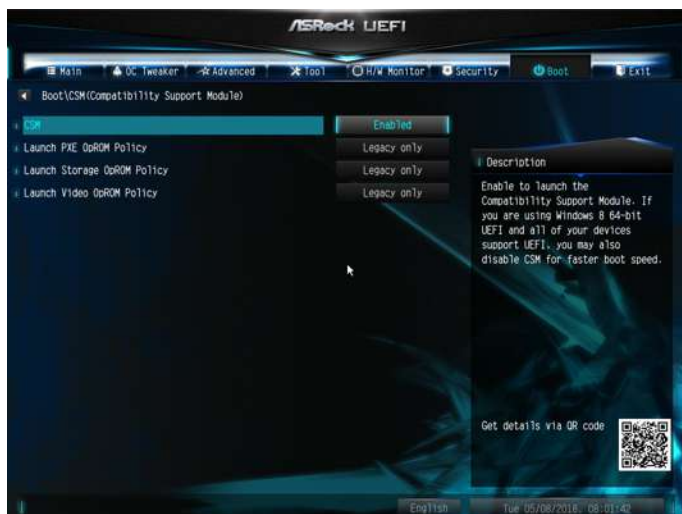 ASRock UEFI
Main OC Tweaker Advanced Tool H/W Monitor Security Boot Exit
Boot\CSM(Compatibility Support Module)
CSM Enabled
Launch PXE OpROM Policy Legacy only
Launch Storage OpROM Policy Legacy only
Launch Video OpROM Policy Legacy only
Description
Enable to launch the
Compatibility Support Module. If
you are using Windows 8 64-bit
UEFI and all of your devices
support UEFI, you may also
disable CSM for faster boot speed.
Get details via QR code
English Tue 05/08/2018. 08:01:42